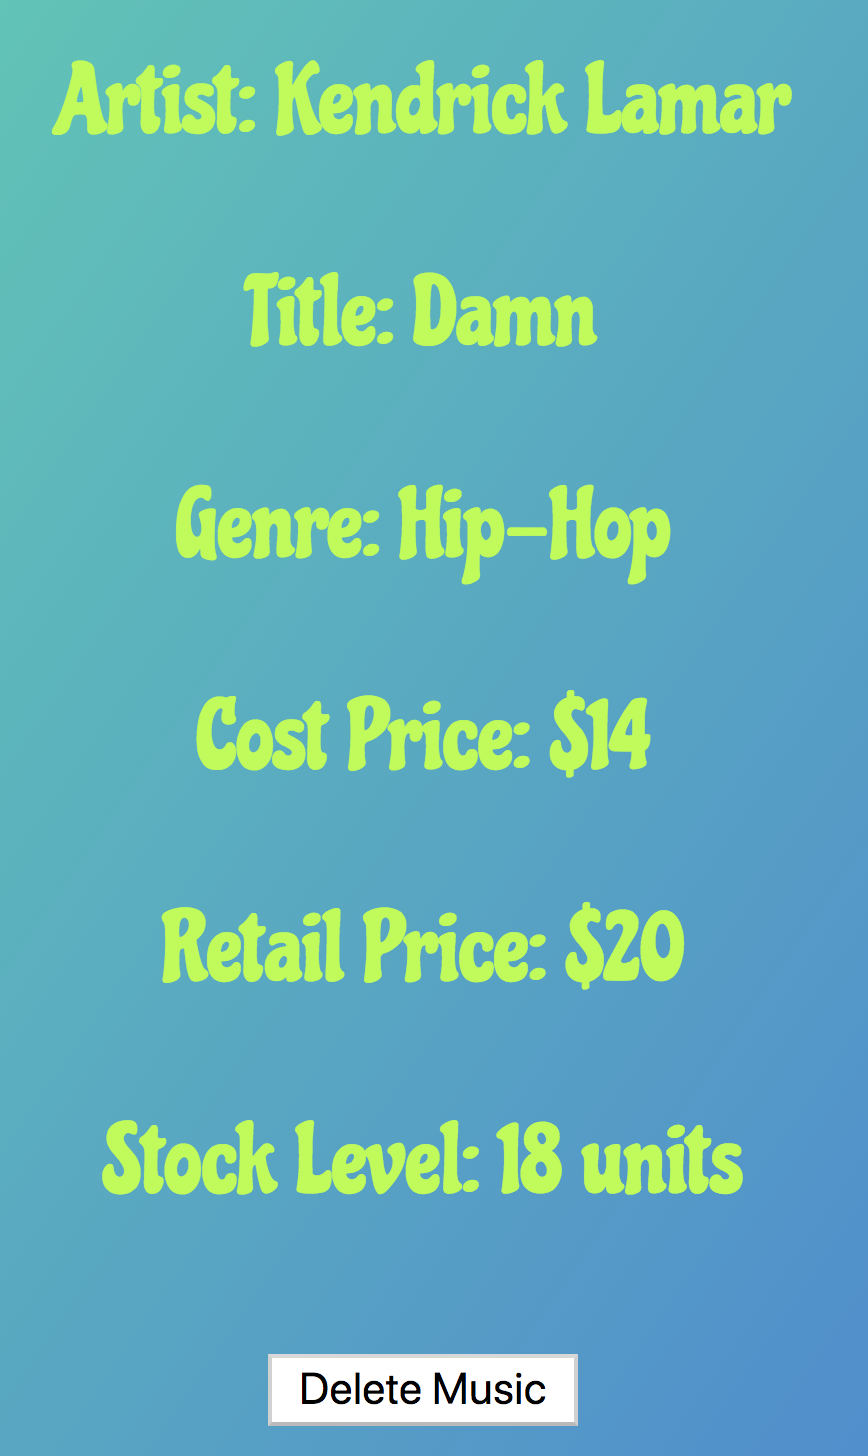 Artist: Kendrick Lamar
Title: Damn
Genre: Hip-Hop
Cost Price: $14
Retail Price: $20
Stock Level: 18 units
Delete Music